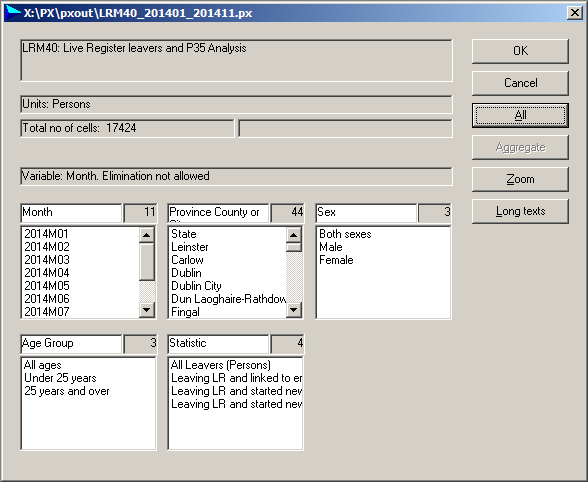 X:\PX\pxout\LRM40_201401_201411.px
LRM40: Live Register leavers and P35 Analysis
OK
Cancel
Units: Persons
All
Total no of cells: 17424
Aggregate
Variable: Month. Elimination not allowed
Zoom
Long texts
Month 11
2014M01
2014M02
2014M03
2014M04
2014M05
2014M06
2014M07
Province County or 44
State
Leinster
Carlow
Dublin
Dublin City
Dun Laoghaire-Rathdow
Fingal
Sex 3
Both sexes
Male
Female
Age Group 3
All ages
Under 25 years
25 years and over
Statistic 4
All Leavers (Persons)
Leaving LR and linked to er
Leaving LR and started nev
Leaving LR and started nev